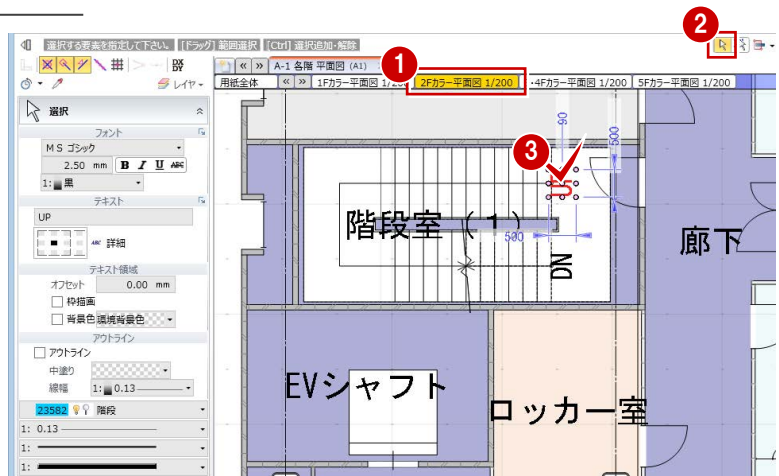 2
選択する要素を指定して下さい。 [ドラッグ] 範囲選択 [Ctrl] 選択追加・解除
1
レイヤ
« » A-1 各階 平面図 (A1)
用紙全体 « » 1Fカラー平面図 1/200 2Fカラー平面図 1/200 ・4Fカラー平面図 1/200 5Fカラー平面図 1/200
選択
フォント
MS ゴシック
2.50 mm B I U ABC
1: 黒
テキスト
UP
ABC 詳細
テキスト領域
オフセット 0.00 mm
枠描画
背景色 環境背景色
アウトライン
アウトライン
中塗り
線幅 1: 0.13
23582 階段
1: 0.13
1:
1:
3
90
500
500
階段室 (1)
DN
廊下
EVシャフト
ロッカー室